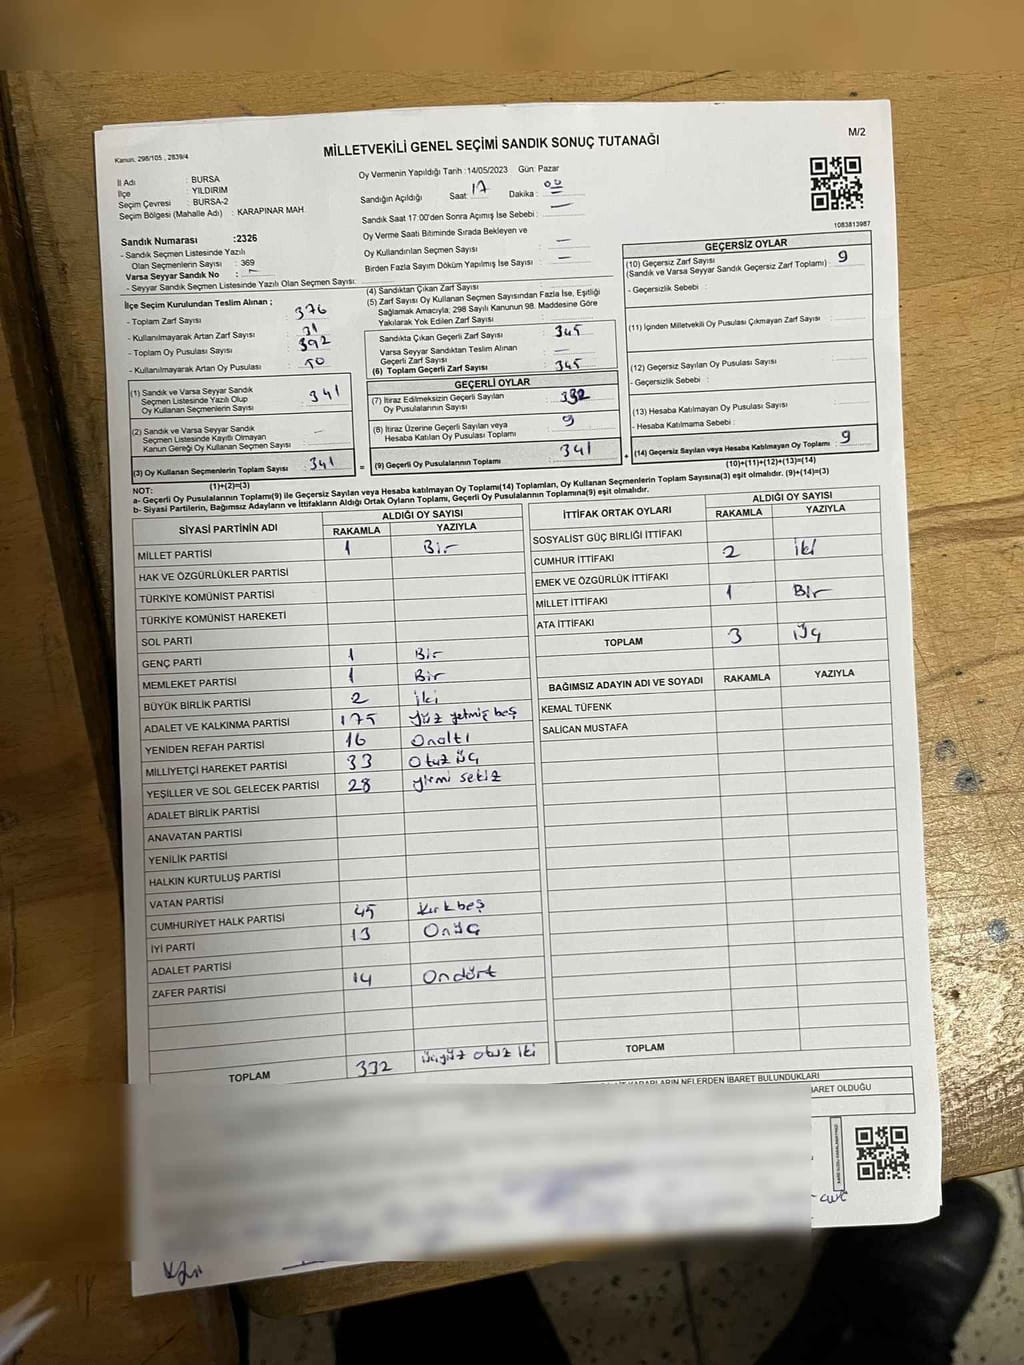 Kanun. 298/105 , 2839/4
MİLLETVEKİLİ GENEL SEÇİMİ SANDIK SONUÇ TUTANAĞI
M/2
İl Adı : BURSA
İlçe : YILDIRIM
Seçim Çevresi : BURSA-2
Seçim Bölgesi (Mahalle Adı) : KARAPINAR MAH.
Oy Vermenin Yapıldığı Tarih :14/05/2023 Gün: Pazar
Sandığın Açıldığı Saat: 17 Dakika : 00
Sandık Saat 17:00'den Sonra Açımış İse Sebebi : —
Oy Verme Saati Bitiminde Sırada Bekleyen ve
Oy Kullandırılan Seçmen Sayısı : —
Birden Fazla Sayım Döküm Yapılmış İse Sayısı : —
1083813987
Sandık Numarası :2326
- Sandık Seçmen Listesinde Yazılı
Olan Seçmenlerin Sayısı : 369
Varsa Seyyar Sandık No : —
- Seyyar Sandık Seçmen Listesinde Yazılı Olan Seçmen Sayısı:
İlçe Seçim Kurulundan Teslim Alınan ;
- Toplam Zarf Sayısı : 376
- Kullanılmayarak Artan Zarf Sayısı : 31
- Toplam Oy Pusulası Sayısı : 392
- Kullanılmayarak Artan Oy Pusulası : 50
(1) Sandık ve Varsa Seyyar Sandık
Seçmen Listesinde Yazılı Olup
Oy Kullanan Seçmenlerin Sayısı : 341
(2) Sandık ve Varsa Seyyar Sandık
Seçmen Listesinde Kayıtlı Olmayan
Kanun Gereği Oy Kullanan Seçmen Sayısı : —
(3) Oy Kullanan Seçmenlerin Toplam Sayısı : 341
(1)+(2)=(3)
(4) Sandıktan Çıkan Zarf Sayısı :
(5) Zarf Sayısı Oy Kullanan Seçmen Sayısından Fazla İse, Eşitliği
Sağlamak Amacıyla; 298 Sayılı Kanunun 98. Maddesine Göre
Yakılarak Yok Edilen Zarf Sayısı :
Sandıkta Çıkan Geçerli Zarf Sayısı : 345
Varsa Seyyar Sandıktan Teslim Alınan
Geçerli Zarf Sayısı : —
(6) Toplam Geçerli Zarf Sayısı : 345
GEÇERLİ OYLAR
(7) İtiraz Edilmeksizin Geçerli Sayılan
Oy Pusulalarının Sayısı : 332
(8) İtiraz Üzerine Geçerli Sayılan veya
Hesaba Katılan Oy Pusulası Toplamı : 9
= (9) Geçerli Oy Pusulalarının Toplamı : 341 +
GEÇERSİZ OYLAR
(10) Geçersiz Zarf Sayısı
(Sandık ve Varsa Seyyar Sandık Geçersiz Zarf Toplamı) : 9
- Geçersizlik Sebebi :
(11) İçinden Milletvekili Oy Pusulası Çıkmayan Zarf Sayısı :
(12) Geçersiz Sayılan Oy Pusulası Sayısı :
- Geçersizlik Sebebi :
(13) Hesaba Katılmayan Oy Pusulası Sayısı :
- Hesaba Katılmama Sebebi :
(14) Geçersiz Sayılan veya Hesaba Katılmayan Oy Toplamı : 9
(10)+(11)+(12)+(13)=(14)
NOT:
a- Geçerli Oy Pusulalarının Toplamı(9) ile Geçersiz Sayılan veya Hesaba katılmayan Oy Toplamı(14) Toplamları, Oy Kullanan Seçmenlerin Toplam Sayısına(3) eşit olmalıdır. (9)+(14)=(3)
b- Siyasi Partilerin, Bağımsız Adayların ve İttifakların Aldığı Ortak Oyların Toplamı, Geçerli Oy Pusulalarının Toplamına(9) eşit olmalıdır.
SİYASİ PARTİNİN ADI ALDIĞI OY SAYISI
RAKAMLA YAZIYLA
MİLLET PARTİSİ 1 Bir
HAK VE ÖZGÜRLÜKLER PARTİSİ
TÜRKİYE KOMÜNİST PARTİSİ
TÜRKİYE KOMÜNİST HAREKETİ
SOL PARTİ
GENÇ PARTİ 1 Bir
MEMLEKET PARTİSİ 1 Bir
BÜYÜK BİRLİK PARTİSİ 2 iki
ADALET VE KALKINMA PARTİSİ 175 yüz yetmiş beş
YENİDEN REFAH PARTİSİ 16 Onaltı
MİLLİYETÇİ HAREKET PARTİSİ 33 Otuz üç
YEŞİLLER VE SOL GELECEK PARTİSİ 28 yirmi sekiz
ADALET BİRLİK PARTİSİ
ANAVATAN PARTİSİ
YENİLİK PARTİSİ
HALKIN KURTULUŞ PARTİSİ
VATAN PARTİSİ
CUMHURİYET HALK PARTİSİ 45 Kırkbeş
İYİ PARTİ 13 Onüç
ADALET PARTİSİ
ZAFER PARTİSİ 14 Ondört
TOPLAM 332 üçyüz otuz iki
İTTİFAK ORTAK OYLARI ALDIĞI OY SAYISI
RAKAMLA YAZIYLA
SOSYALİST GÜÇ BİRLİĞİ İTTİFAKI
CUMHUR İTTİFAKI 2 iki
EMEK VE ÖZGÜRLÜK İTTİFAKI
MİLLET İTTİFAKI 1 Bir
ATA İTTİFAKI
TOPLAM 3 üç
BAĞIMSIZ ADAYIN ADI VE SOYADI RAKAMLA YAZIYLA
KEMAL TÜFENK
SALİCAN MUSTAFA
TOPLAM
KARARLARIN NELERDEN İBARET BULUNDUKLARI
BARET OLDUĞU